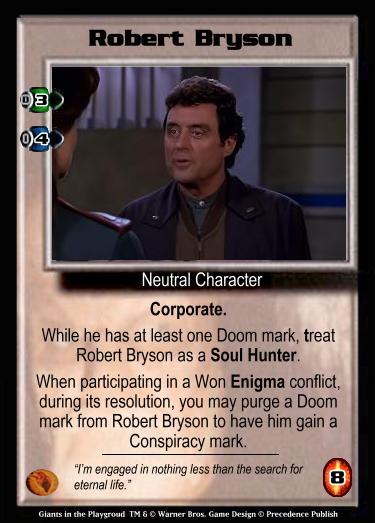 Robert Bryson
3
4
Neutral Character
Corporate.
While he has at least one Doom mark, treat
Robert Bryson as a Soul Hunter.
When participating in a Won Enigma conflict,
during its resolution, you may purge a Doom
mark from Robert Bryson to have him gain a
Conspiracy mark.
"I'm engaged in nothing less than the search for
eternal life."
8
Giants in the Playgroud TM & © Warner Bros. Game Design © Precedence Publish